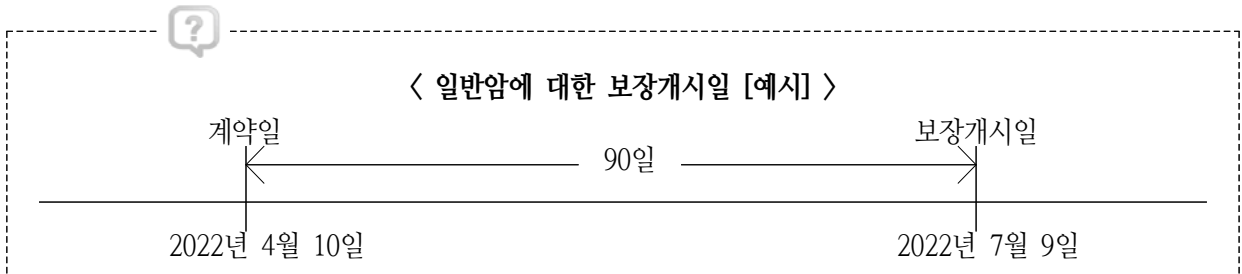 ?
〈 일반암에 대한 보장개시일 [예시] 〉
계약일 보장개시일
90일
2022년 4월 10일 2022년 7월 9일